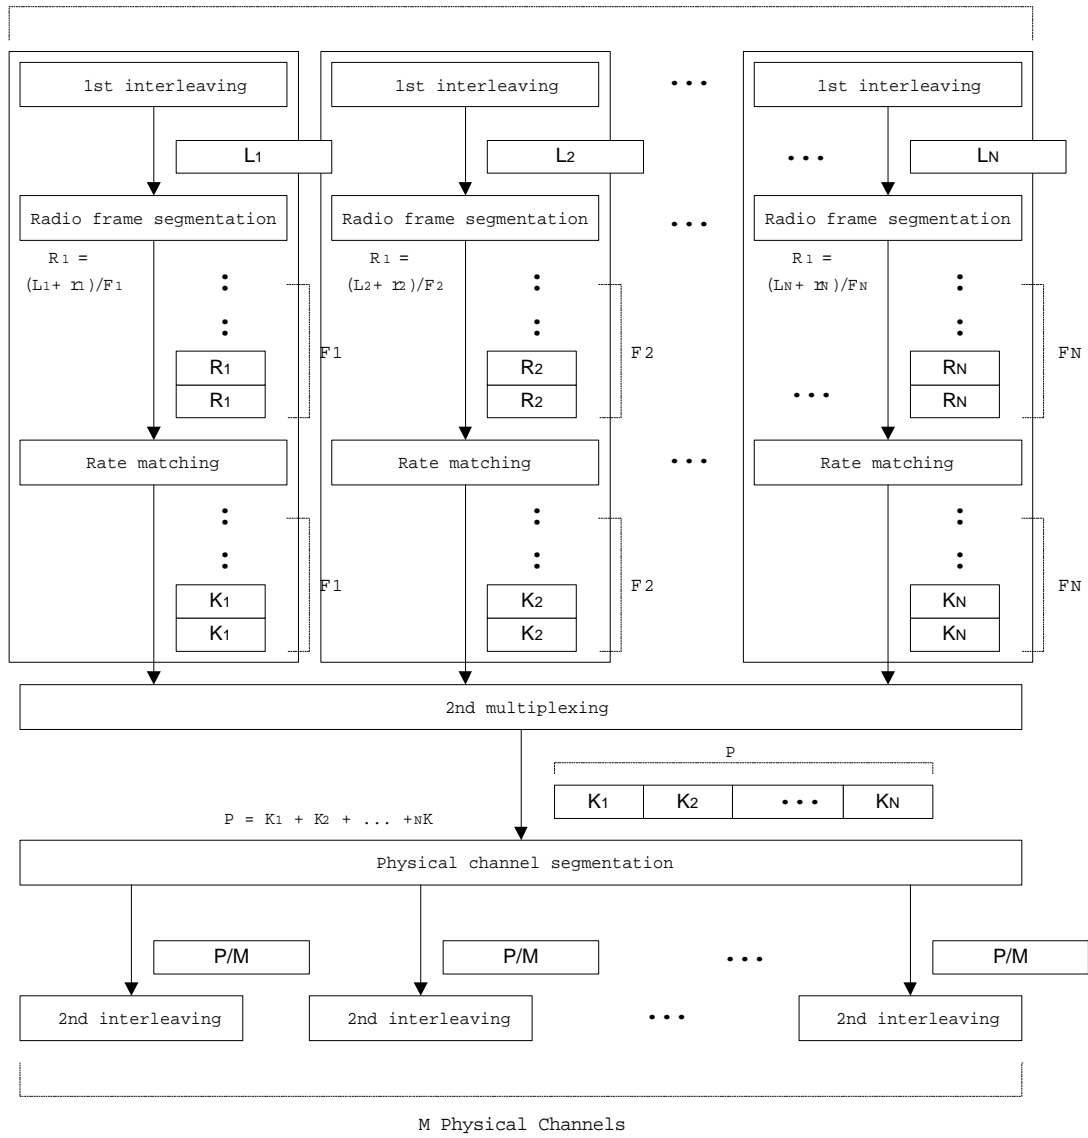 1st interleaving 1st interleaving ••• 1st interleaving
L1 L2 ••• LN
Radio frame segmentation Radio frame segmentation ••• Radio frame segmentation
R1 = R1 = R1 =
(L1+ r1)/F1 (L2+ r2)/F2 (LN+ rN)/FN
F1 F2 FN
R1 R2 RN
R1 R2 ••• RN
Rate matching Rate matching ••• Rate matching
F1 F2 FN
K1 K2 KN
K1 K2 KN
2nd multiplexing
P
K1 K2 ••• KN
P = K1 + K2 + ... +NK
Physical channel segmentation
P/M P/M ••• P/M
2nd interleaving 2nd interleaving ••• 2nd interleaving
M Physical Channels